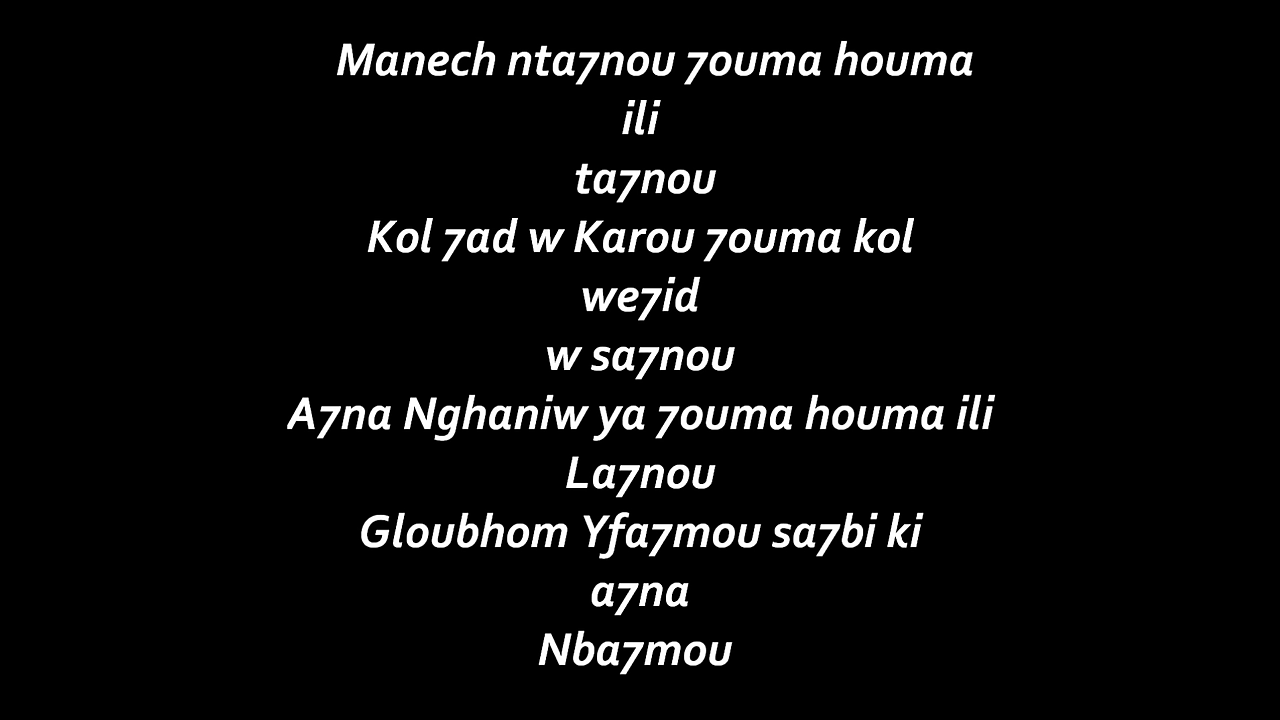 Manech nta7nou 7ouma houma
ili
ta7nou
Kol 7ad w Karou 7ouma kol
we7id
w sa7nou
A7na Nghaniw ya 7ouma houma ili
La7nou
Gloubhom Yfa7mou sa7bi ki
a7na
Nba7mou